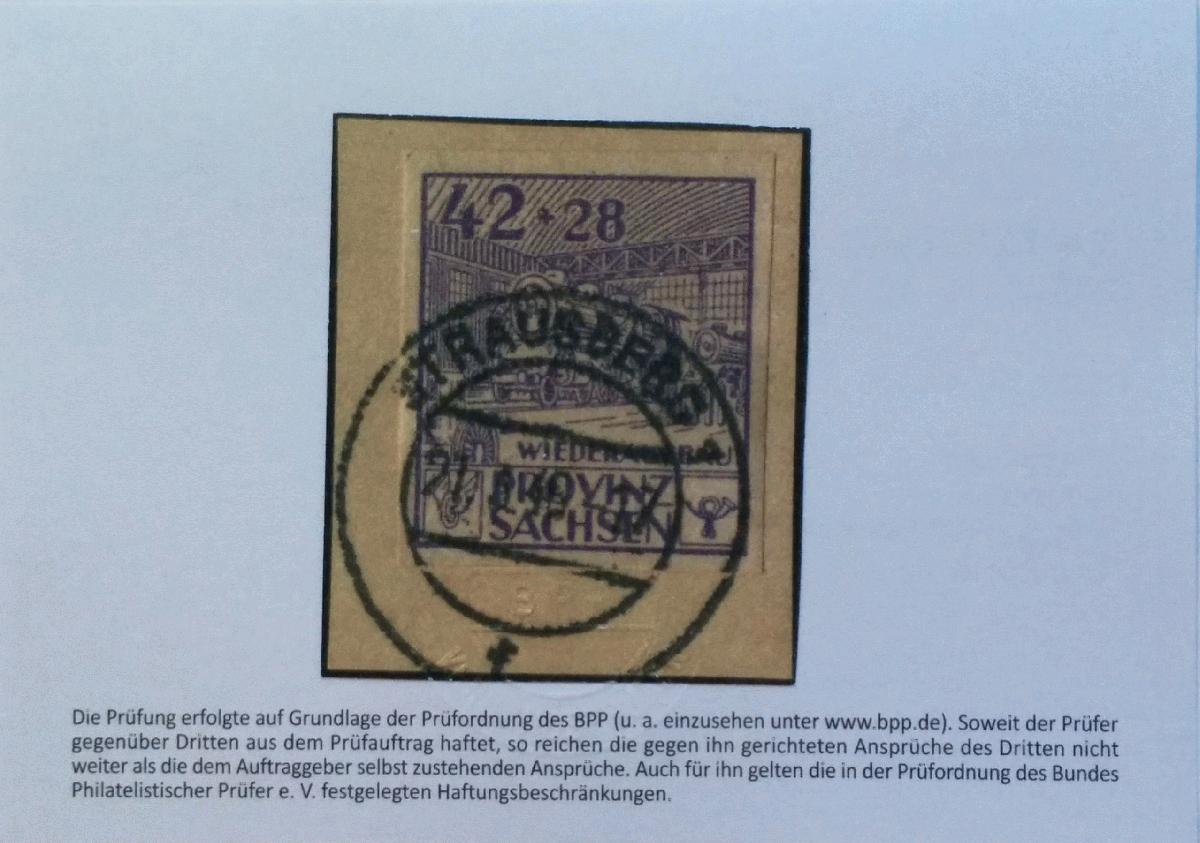 42 + 28
STRAUSBERG
WIEDERAUFBAU
PROVINZ
SACHSEN
Die Prüfung erfolgte auf Grundlage der Prüfordnung des BPP (u. a. einzusehen unter www.bpp.de). Soweit der Prüfer
gegenüber Dritten aus dem Prüfauftrag haftet, so reichen die gegen ihn gerichteten Ansprüche des Dritten nicht
weiter als die dem Auftraggeber selbst zustehenden Ansprüche. Auch für ihn gelten die in der Prüfordnung des Bundes
Philatelistischer Prüfer e. V. festgelegten Haftungsbeschränkungen.